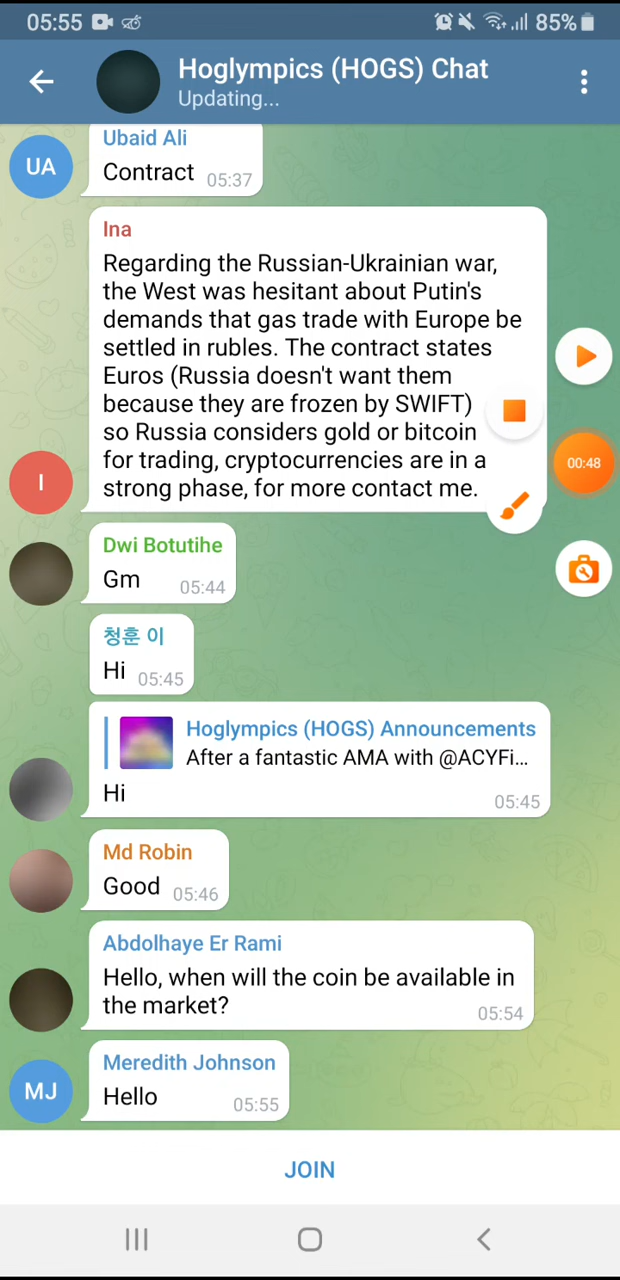 05:55
85%
Hoglympics (HOGS) Chat
Updating...
Ubaid Ali
UA
Contract 05:37
Ina
Regarding the Russian-Ukrainian war,
the West was hesitant about Putin's
demands that gas trade with Europe be
settled in rubles. The contract states
Euros (Russia doesn't want them
because they are frozen by SWIFT)
so Russia considers gold or bitcoin
for trading, cryptocurrencies are in a
strong phase, for more contact me.
I
00:48
Dwi Botutihe
Gm 05:44
청훈 이
Hi 05:45
Hoglympics (HOGS) Announcements
After a fantastic AMA with @ACYFi...
Hi
05:45
Md Robin
Good 05:46
Abdolhaye Er Rami
Hello, when will the coin be available in
the market?
05:54
Meredith Johnson
MJ
Hello 05:55
JOIN